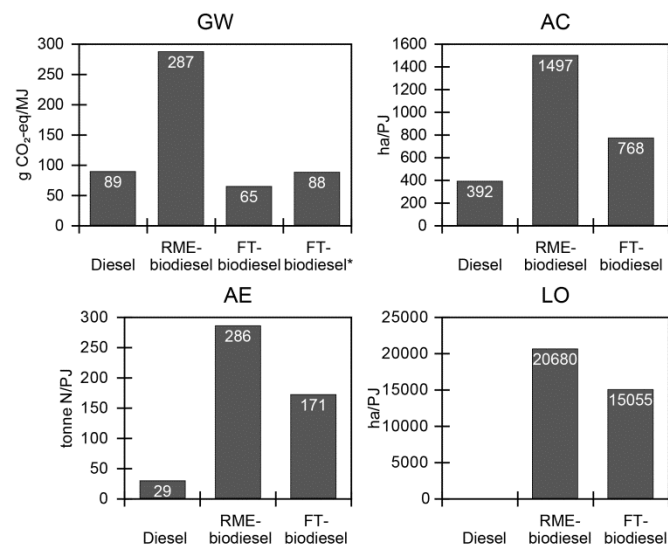 GW
g CO₂-eq/MJ
300
250
200
150
100
50
0
89
287
65
88
Diesel
RME-
biodiesel
FT-
biodiesel
FT-
biodiesel*
AC
ha/PJ
1600
1400
1200
1000
800
600
400
200
0
392
1497
768
Diesel
RME-
biodiesel
FT-
biodiesel
AE
tonne N/PJ
300
250
200
150
100
50
0
29
286
171
Diesel
RME-
biodiesel
FT-
biodiesel
LO
ha/PJ
25000
20000
15000
10000
5000
0
20680
15055
Diesel
RME-
biodiesel
FT-
biodiesel